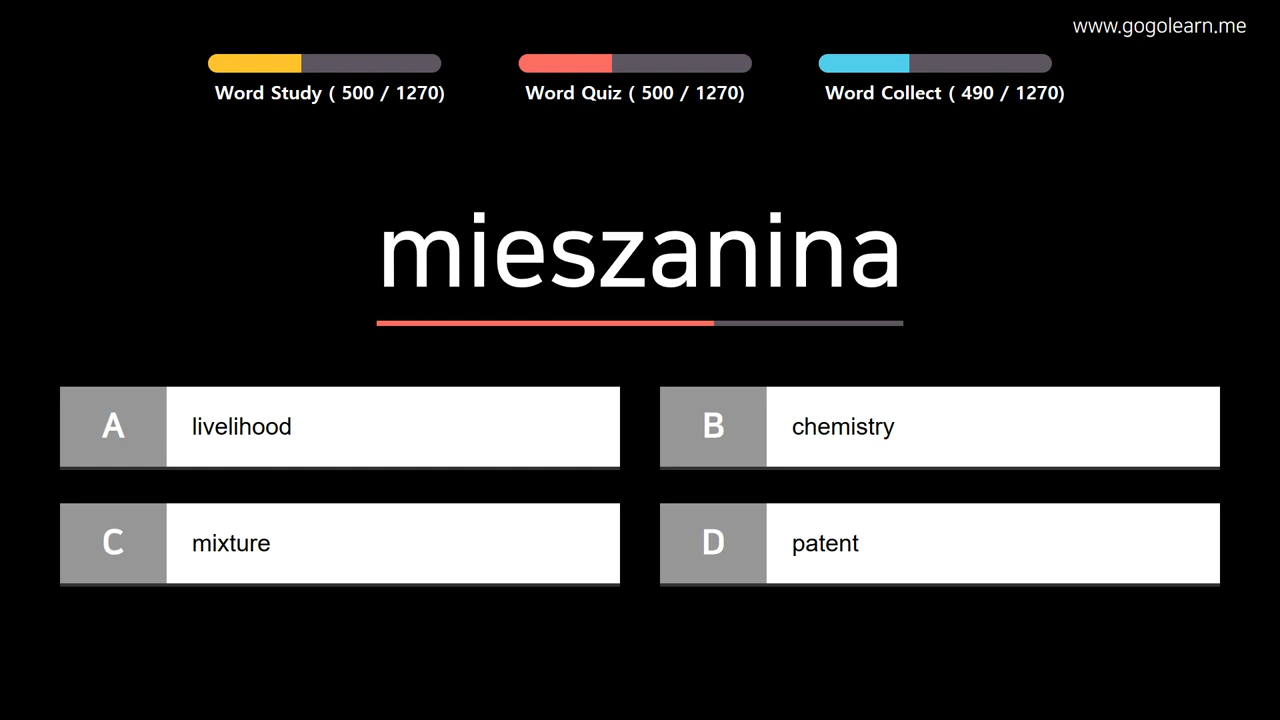 www.gogolearn.me
Word Study ( 500 / 1270)
Word Quiz ( 500 / 1270)
Word Collect ( 490 / 1270)
mieszanina
A livelihood
B chemistry
C mixture
D patent